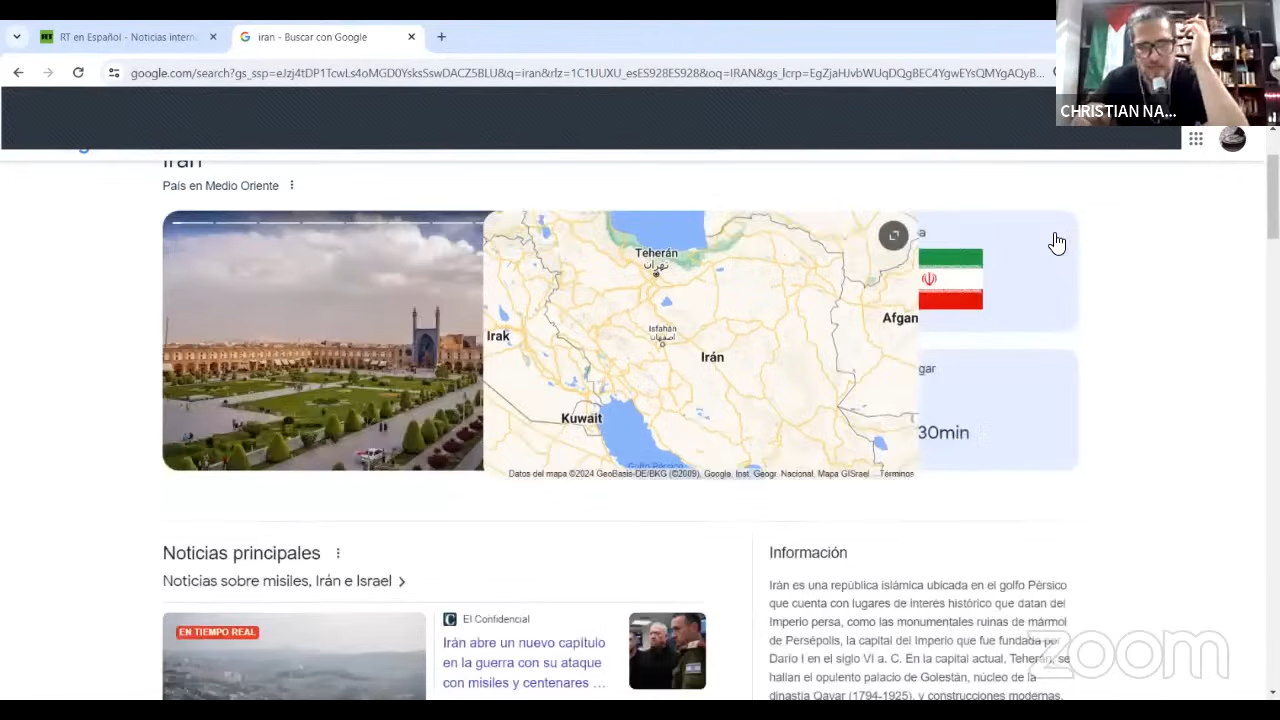 RT en Español - Noticias interna
iran - Buscar con Google
google.com/search?gs_ssp=eJzj4tDP1TcwLs4oMGD0YsksSswDACZ5BLU&q=iran&rlz=1C1UUXU_esES928ES928&oq=IRAN&gs_lcrp=EgZjaHJvbWUqDQgBEC4YgwEYsQMYgAQyB...
CHRISTIAN NA...
Irán
País en Medio Oriente
Teherán
تهران
Afgan
Irak
Isfahán
اصفهان
Irán
gar
Kuwait
30min
Golfo Pérsico
Datos del mapa ©2024 GeoBasis-DE/BKG (©2009), Google, Inst. Geogr. Nacional, Mapa GISrael
Términos
Noticias principales
Noticias sobre misiles, Irán e Israel
EN TIEMPO REAL
El Confidencial
Irán abre un nuevo capítulo
en la guerra con su ataque
con misiles y centenares ...
Información
Irán es una república islámica ubicada en el golfo Pérsico
que cuenta con lugares de interés histórico que datan del
Imperio persa, como las monumentales ruinas de mármol
de Persépolis, la capital del Imperio que fue fundada por
Darío I en el siglo VI a. C. En la capital actual, Teherán, se
hallan el opulento palacio de Golestán, núcleo de la
dinastía Qayar (1794-1925), y construcciones modernas,
zoom